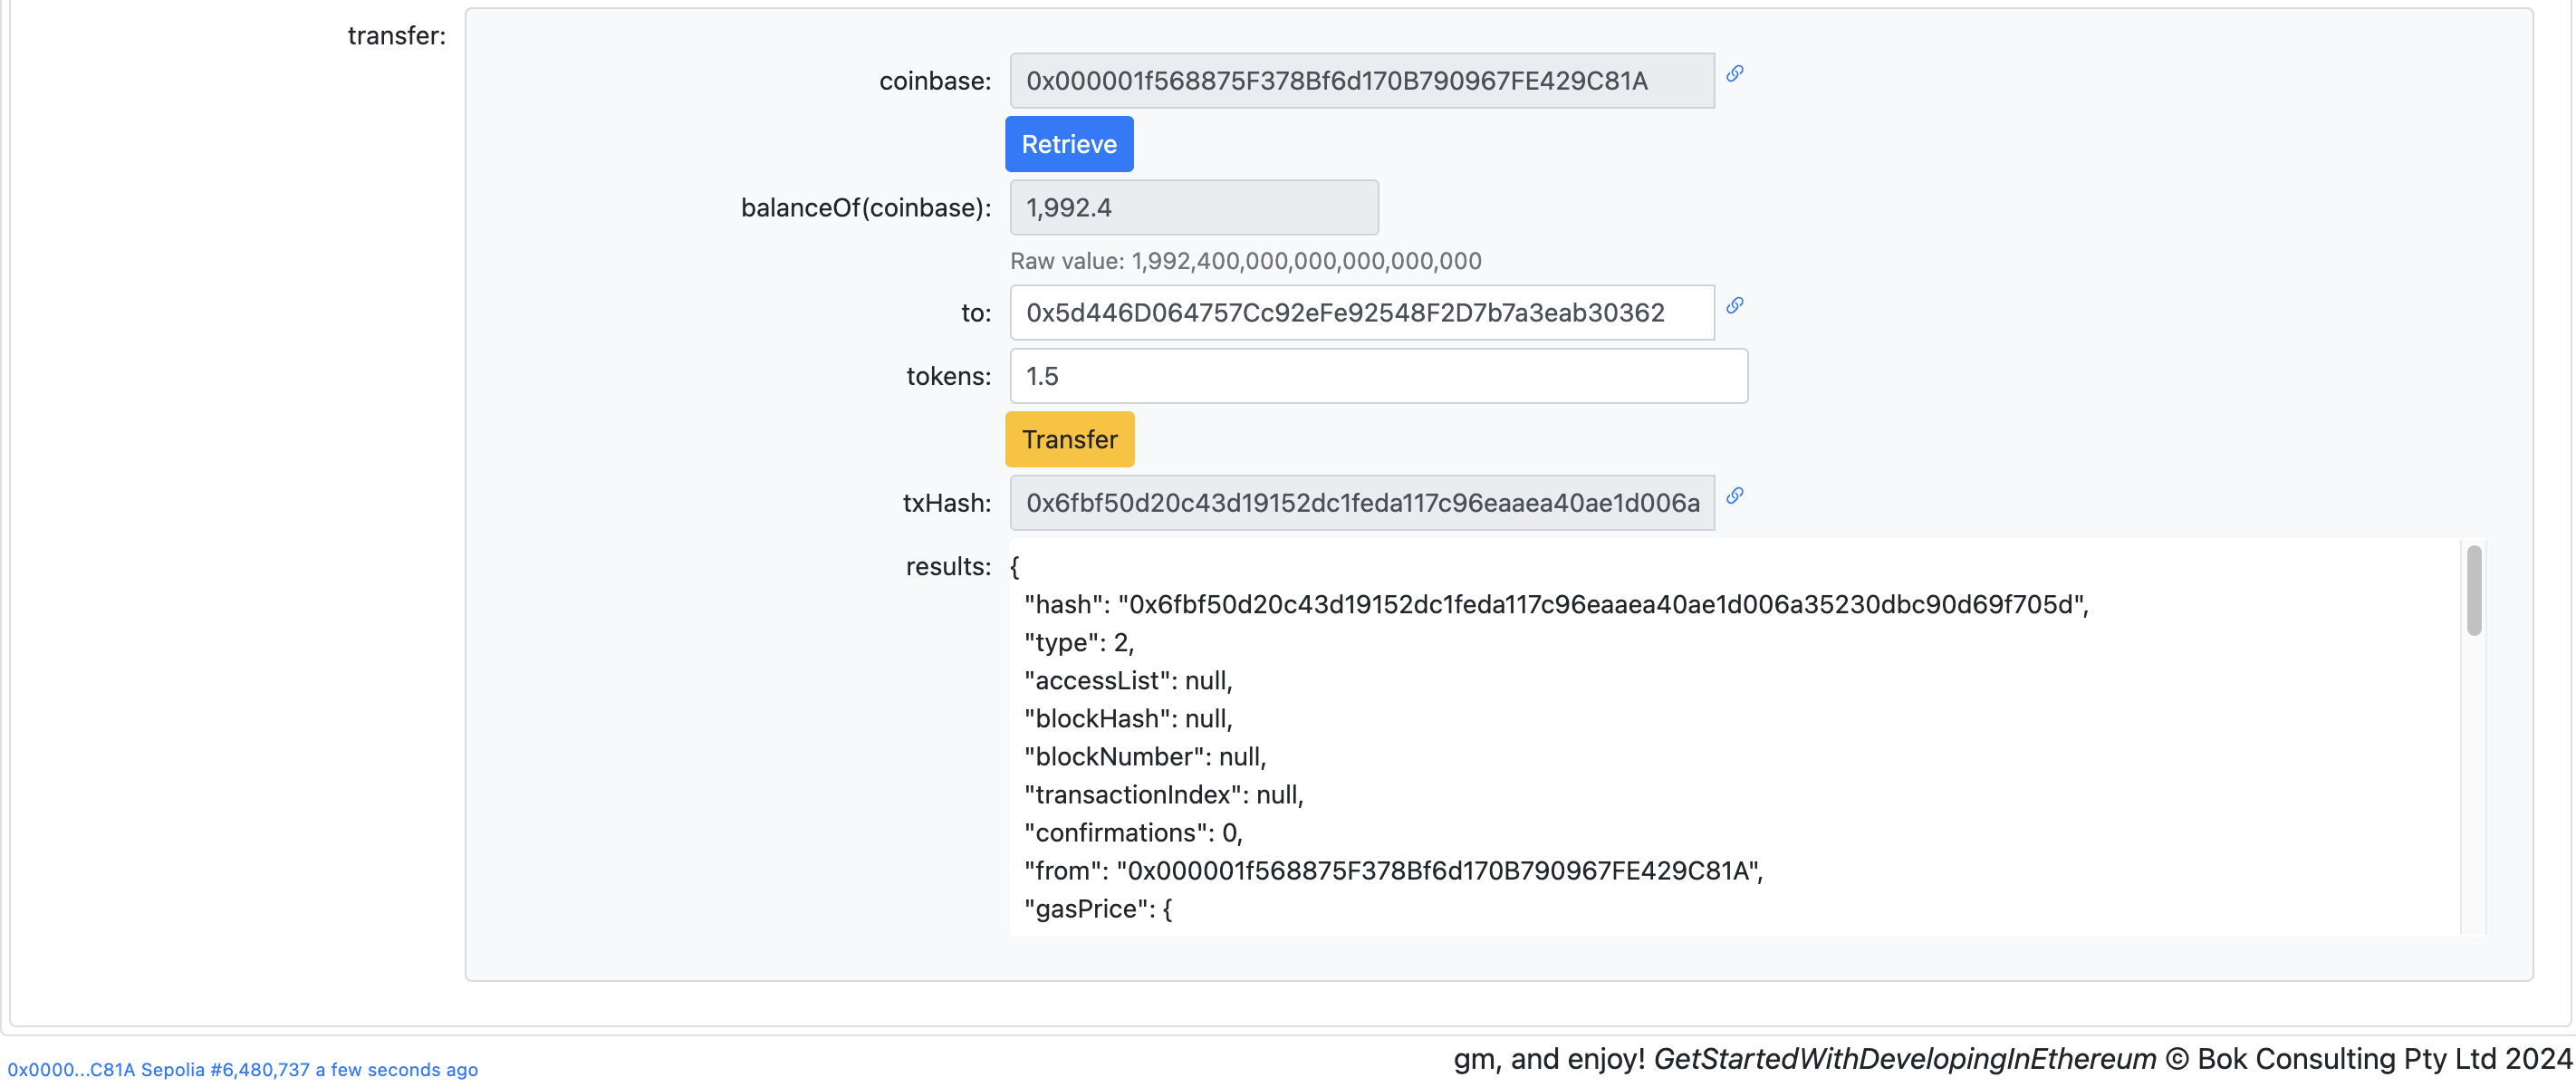 transfer:
coinbase: 0x000001f568875F378Bf6d170B790967FE429C81A
Retrieve
balanceOf(coinbase): 1,992.4
Raw value: 1,992,400,000,000,000,000,000
to: 0x5d446D064757Cc92eFe92548F2D7b7a3eab30362
tokens: 1.5
Transfer
txHash: 0x6fbf50d20c43d19152dc1feda117c96eaaea40ae1d006a
results: {
"hash": "0x6fbf50d20c43d19152dc1feda117c96eaaea40ae1d006a35230dbc90d69f705d",
"type": 2,
"accessList": null,
"blockHash": null,
"blockNumber": null,
"transactionIndex": null,
"confirmations": 0,
"from": "0x000001f568875F378Bf6d170B790967FE429C81A",
"gasPrice": {
0x0000...C81A Sepolia #6,480,737 a few seconds ago
gm, and enjoy! GetStartedWithDevelopingInEthereum © Bok Consulting Pty Ltd 2024